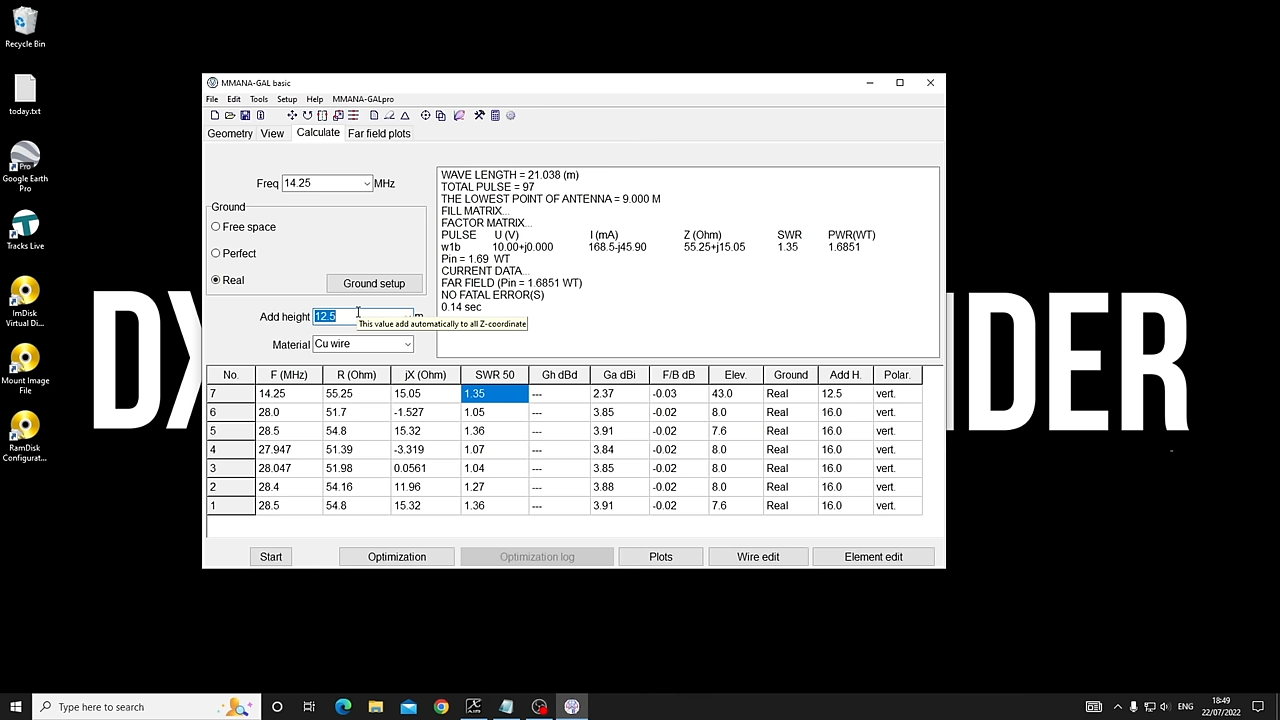 Recycle Bin
today.txt
Google Earth
Pro
Tracks Live
ImDisk
Virtual Di...
Mount Image
File
RamDisk
Configurat...
MMANA-GAL basic
File Edit Tools Setup Help MMANA-GALpro
Geometry View Calculate Far field plots
Freq 14.25 MHz
Ground
Free space
Perfect
Real
Ground setup
Add height 12.5 m
This value add automatically to all Z-coordinate
Material Cu wire
WAVE LENGTH = 21.038 (m)
TOTAL PULSE = 97
THE LOWEST POINT OF ANTENNA = 9.000 M
FILL MATRIX...
FACTOR MATRIX...
PULSE U (V) I (mA) Z (Ohm) SWR PWR(WT)
w1b 10.00+j0.000 168.5-j45.90 55.25+j15.05 1.35 1.6851
Pin = 1.69 WT
CURRENT DATA...
FAR FIELD (Pin = 1.6851 WT)
NO FATAL ERROR(S)
0.14 sec
No. F (MHz) R (Ohm) jX (Ohm) SWR 50 Gh dBd Ga dBi F/B dB Elev. Ground Add H. Polar.
7 14.25 55.25 15.05 1.35 --- 2.37 -0.03 43.0 Real 12.5 vert.
6 28.0 51.7 -1.527 1.05 --- 3.85 -0.02 8.0 Real 16.0 vert.
5 28.5 54.8 15.32 1.36 --- 3.91 -0.02 7.6 Real 16.0 vert.
4 27.947 51.39 -3.319 1.07 --- 3.84 -0.02 8.0 Real 16.0 vert.
3 28.047 51.98 0.0561 1.04 --- 3.85 -0.02 8.0 Real 16.0 vert.
2 28.4 54.16 11.96 1.27 --- 3.88 -0.02 8.0 Real 16.0 vert.
1 28.5 54.8 15.32 1.36 --- 3.91 -0.02 7.6 Real 16.0 vert.
Start Optimization Optimization log Plots Wire edit Element edit
DX NDER
Type here to search
ENG
18:49
22/07/2022